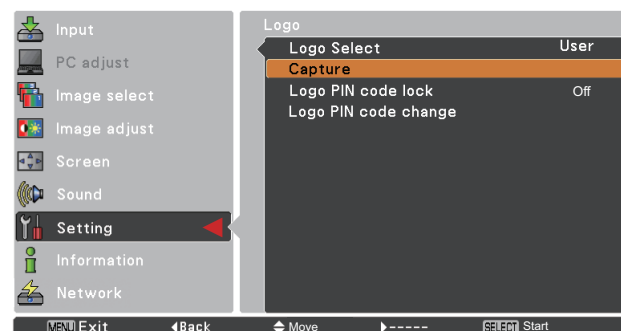 Input
PC adjust
Image select
Image adjust
Screen
Sound
Setting
Information
Network
Logo
Logo Select User
Capture
Logo PIN code lock Off
Logo PIN code change
MENU Exit Back Move ----- SELECT Start